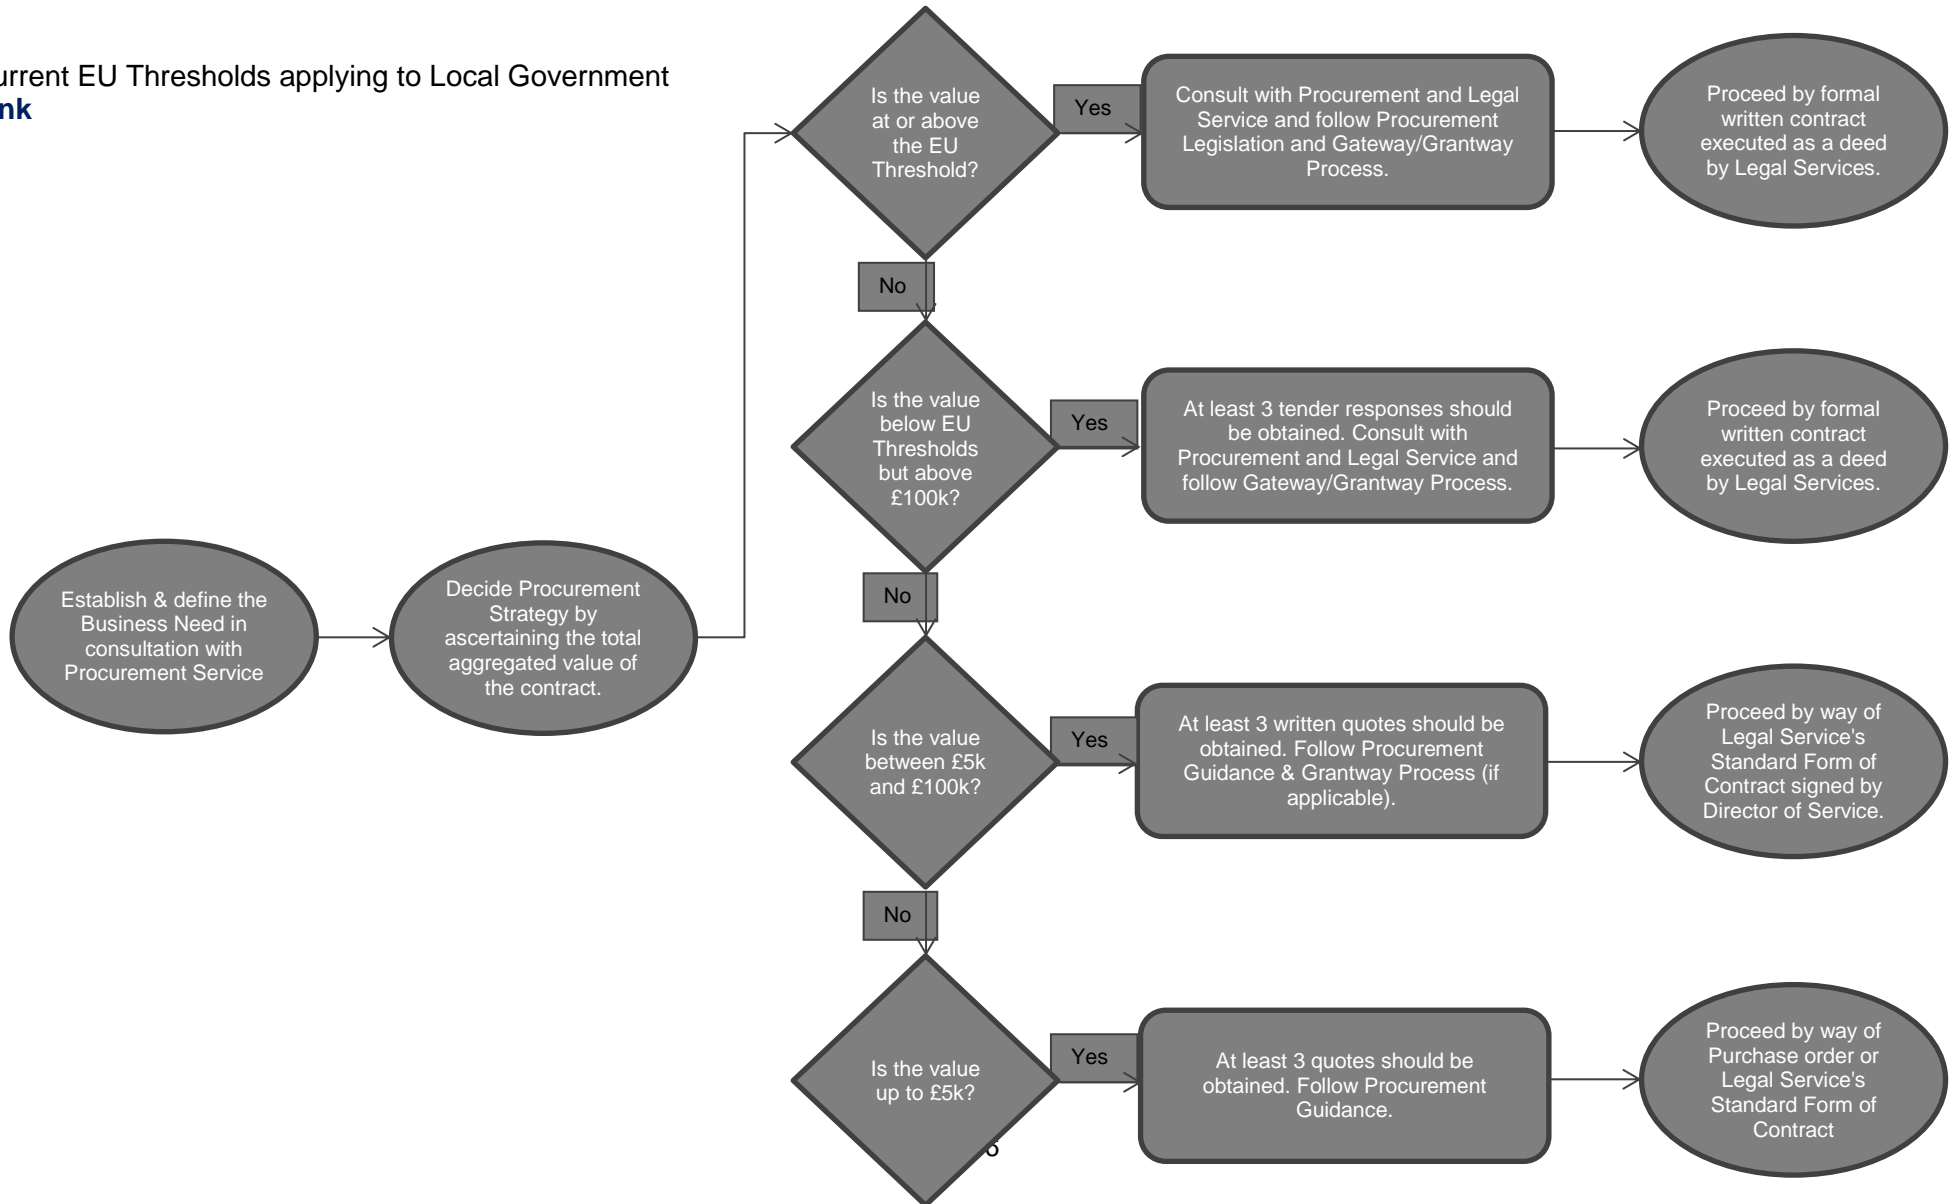 EU Thresholds applying to Local Government
Establish & define the
Business Need in
consultation with
Procurement Service
Decide Procurement
Strategy by
ascertaining the total
aggregated value of
the contract.
Is the value
at or above
the EU
Threshold?
Yes
Consult with Procurement and Legal
Service and follow Procurement
Legislation and Gateway/Grantway
Process.
Proceed by formal
written contract
executed as a deed
by Legal Services.
No
Is the value
below EU
Thresholds
but above
£100k?
Yes
At least 3 tender responses should
be obtained. Consult with
Procurement and Legal Service and
follow Gateway/Grantway Process.
Proceed by formal
written contract
executed as a deed
by Legal Services.
No
Is the value
between £5k
and £100k?
Yes
At least 3 written quotes should be
obtained. Follow Procurement
Guidance & Grantway Process (if
applicable).
Proceed by way of
Legal Service's
Standard Form of
Contract signed by
Director of Service.
No
Is the value
up to £5k?
Yes
At least 3 quotes should be
obtained. Follow Procurement
Guidance.
Proceed by way of
Purchase order or
Legal Service's
Standard Form of
Contract